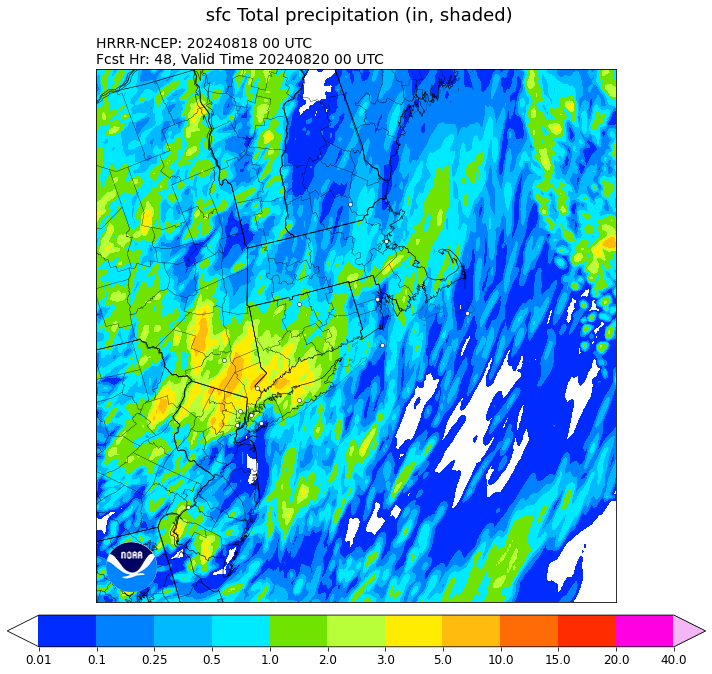 sfc Total precipitation (in, shaded)
HRRR-NCEP: 20240818 00 UTC
Fcst Hr: 48, Valid Time 20240820 00 UTC
NOAA
0.01 0.1 0.25 0.5 1.0 2.0 3.0 5.0 10.0 15.0 20.0 40.0